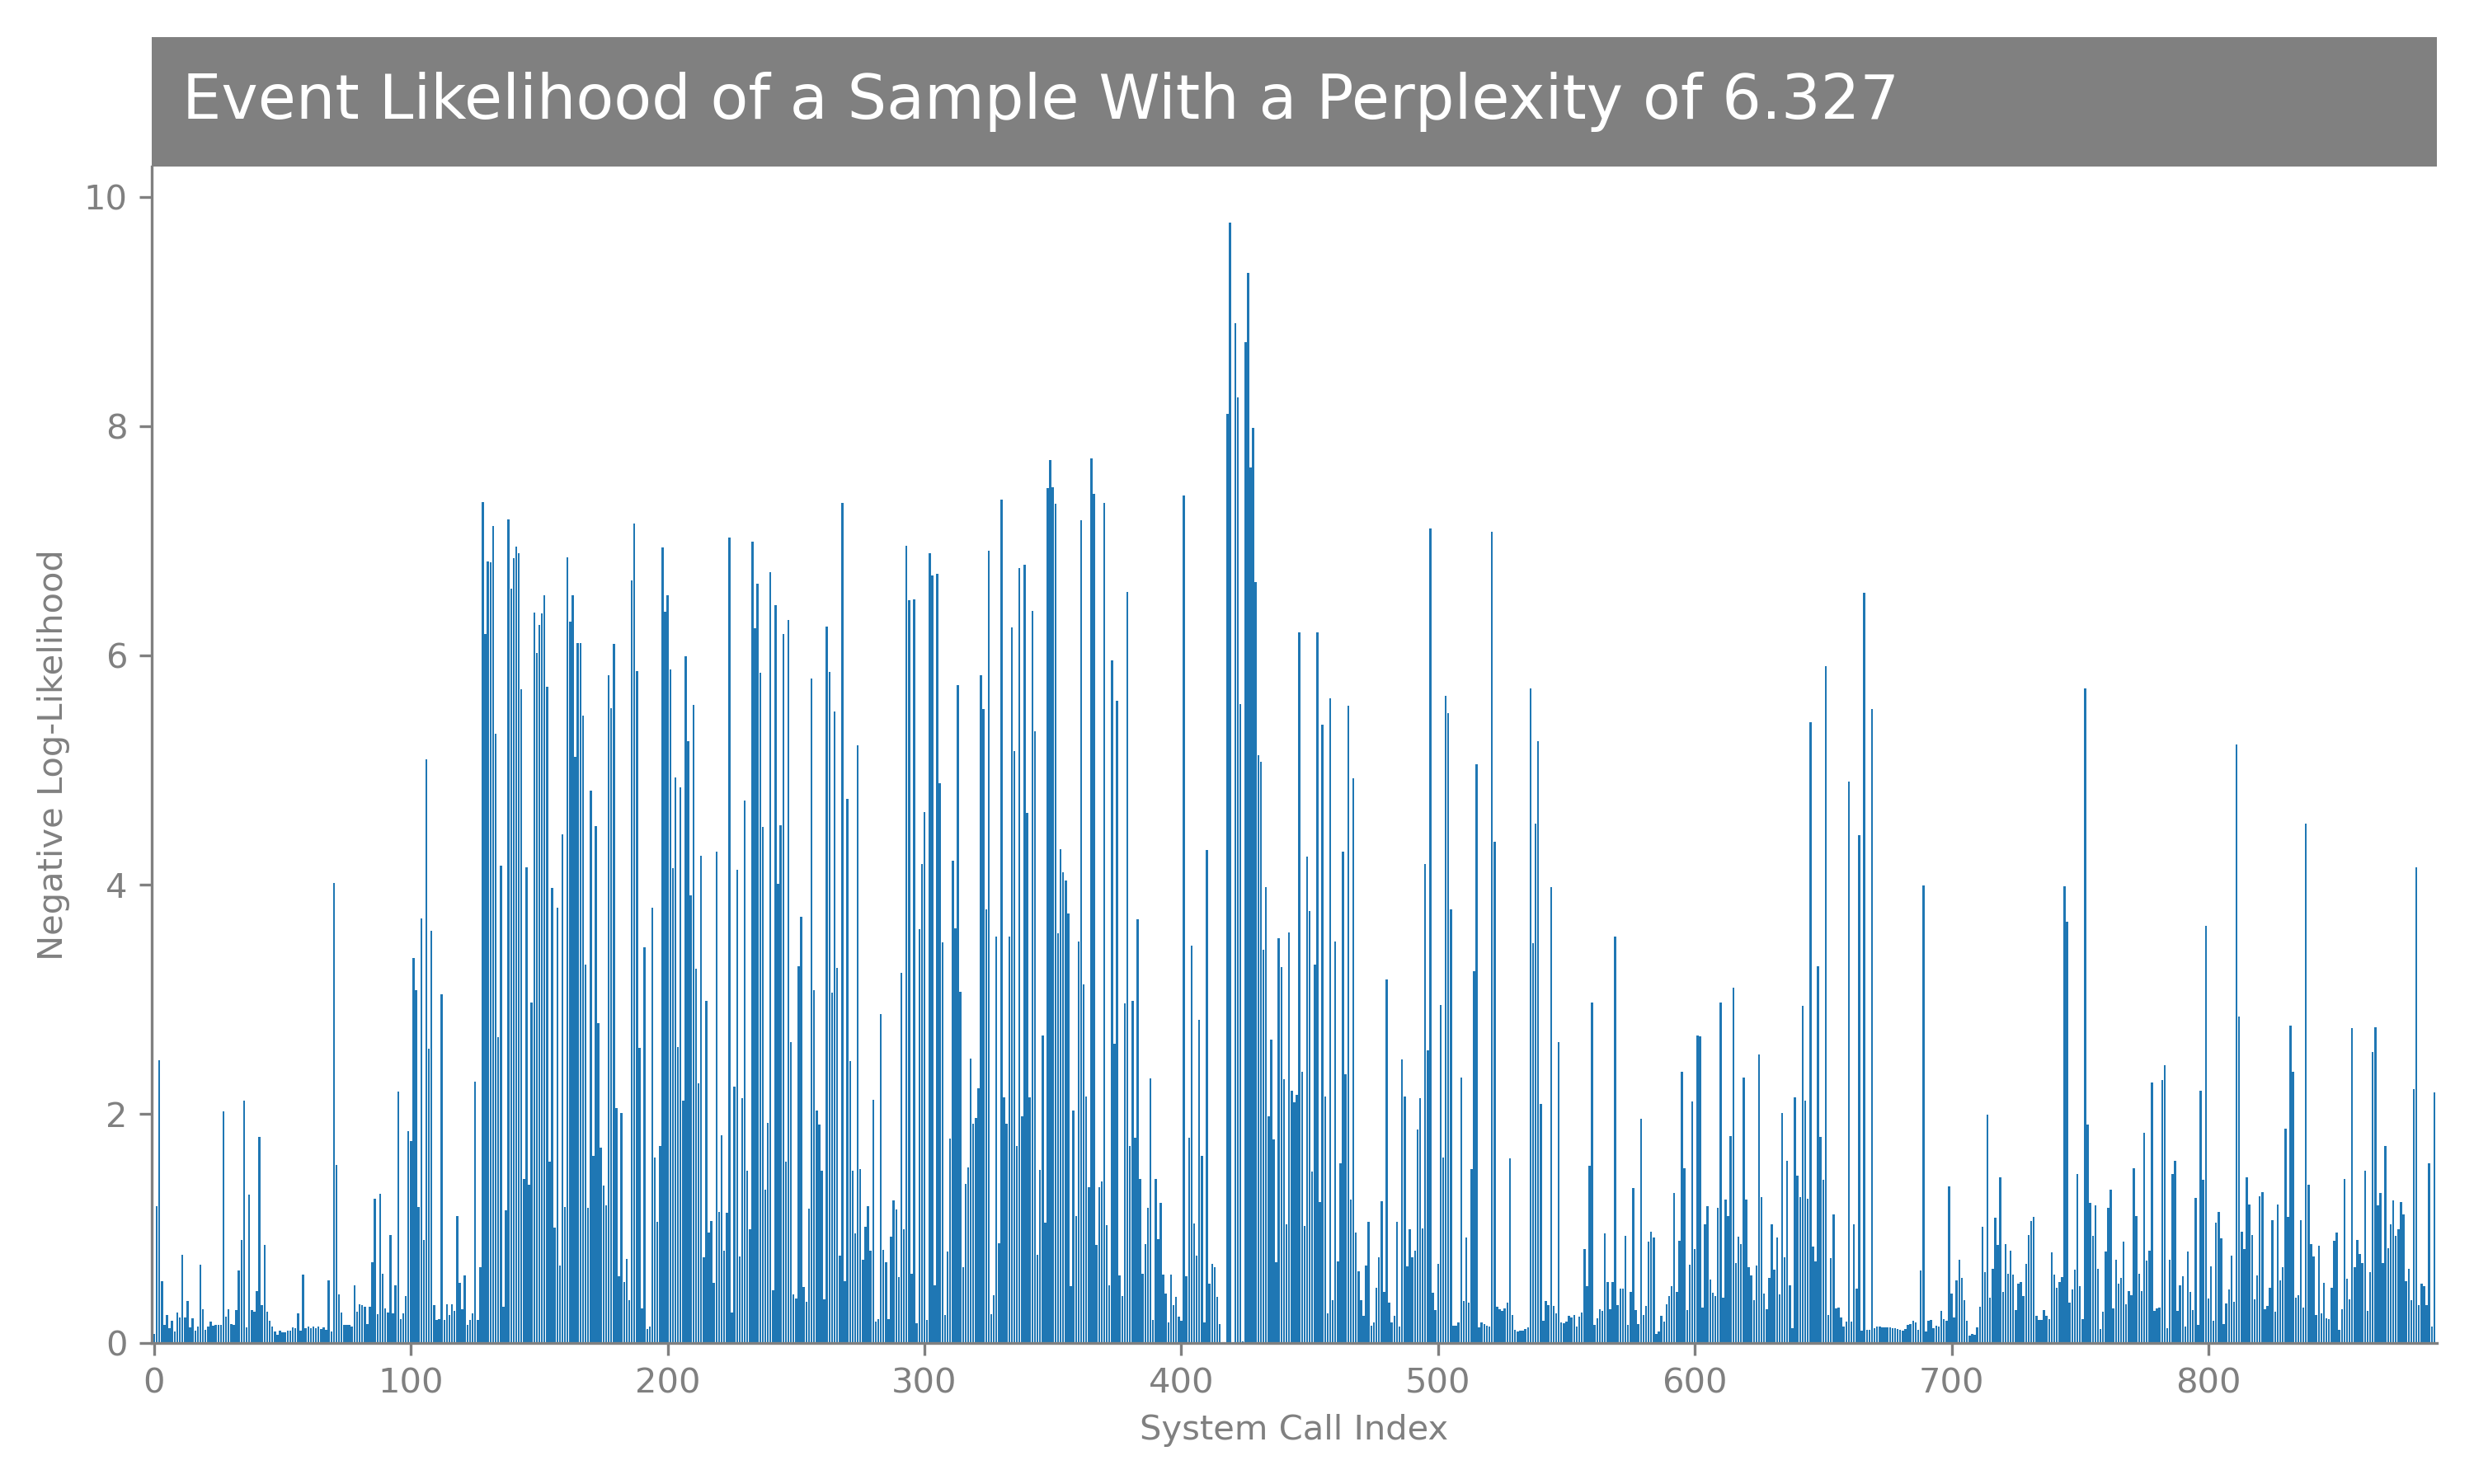 Event Likelihood of a Sample With a Perplexity of 6.327
10
8
6
4
2
0
Negative Log-Likelihood
0 100 200 300 400 500 600 700 800
System Call Index